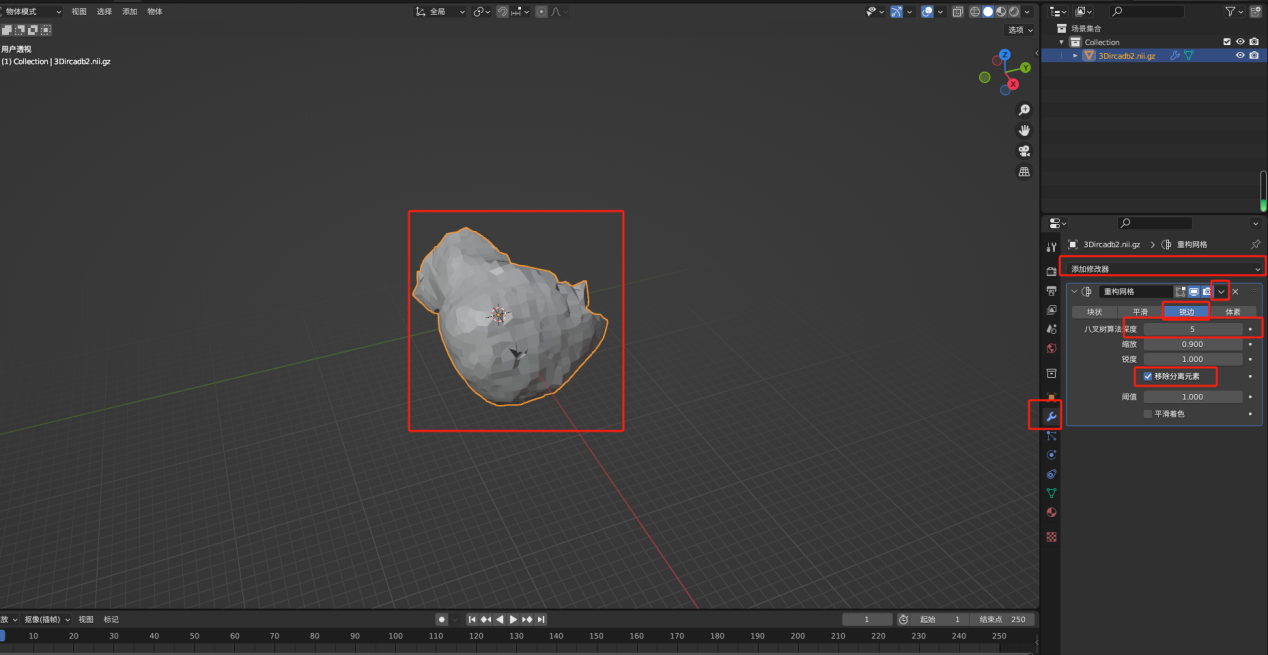 物体模式 视图 选择 添加 物体 全局
选项
用户透视
(1) Collection | 3Dircadb2.nii.gz
Z
Y
X
场景集合
Collection
3Dircadb2.nii.gz
3Dircadb2.nii.gz 重构网格
添加修改器
重构网格
块状 平滑 锐边 体素
八叉树算法深度 5
缩放 0.900
锐度 1.000
移除分离元素
阈值 1.000
平滑着色
放 抠像(插帧) 视图 标记 1 起始 1 结束点 250
10 20 30 40 50 60 70 80 90 100 110 120 130 140 150 160 170 180 190 200 210 220 230 240 250